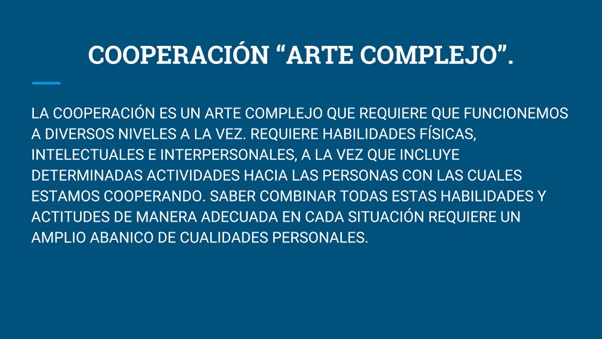 COOPERACIÓN “ARTE COMPLEJO”.
LA COOPERACIÓN ES UN ARTE COMPLEJO QUE REQUIERE QUE FUNCIONEMOS
A DIVERSOS NIVELES A LA VEZ. REQUIERE HABILIDADES FÍSICAS,
INTELECTUALES E INTERPERSONALES, A LA VEZ QUE INCLUYE
DETERMINADAS ACTIVIDADES HACIA LAS PERSONAS CON LAS CUALES
ESTAMOS COOPERANDO. SABER COMBINAR TODAS ESTAS HABILIDADES Y
ACTITUDES DE MANERA ADECUADA EN CADA SITUACIÓN REQUIERE UN
AMPLIO ABANICO DE CUALIDADES PERSONALES.